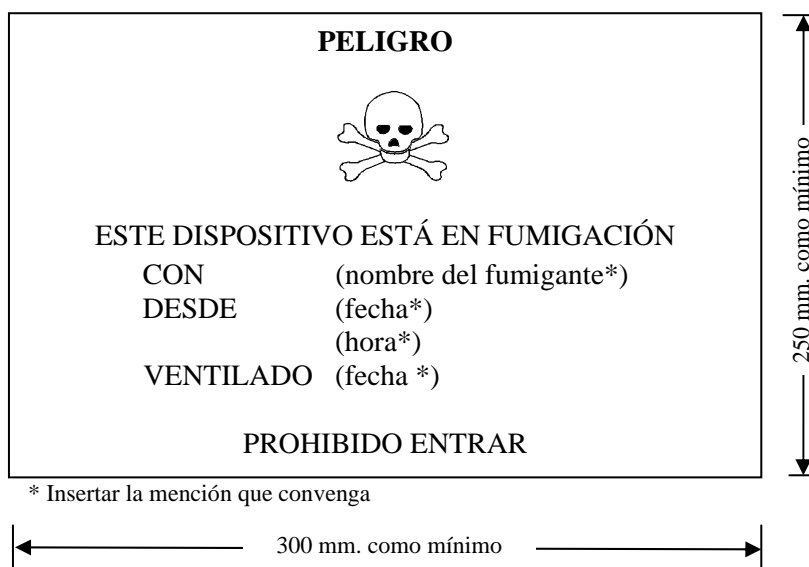 PELIGRO
ESTE DISPOSITIVO ESTÁ EN FUMIGACIÓN
CON (nombre del fumigante*)
DESDE (fecha*)
(hora*)
VENTILADO (fecha *)
PROHIBIDO ENTRAR
* Insertar la mención que convenga
300 mm. como mínimo
250 mm. como mínimo